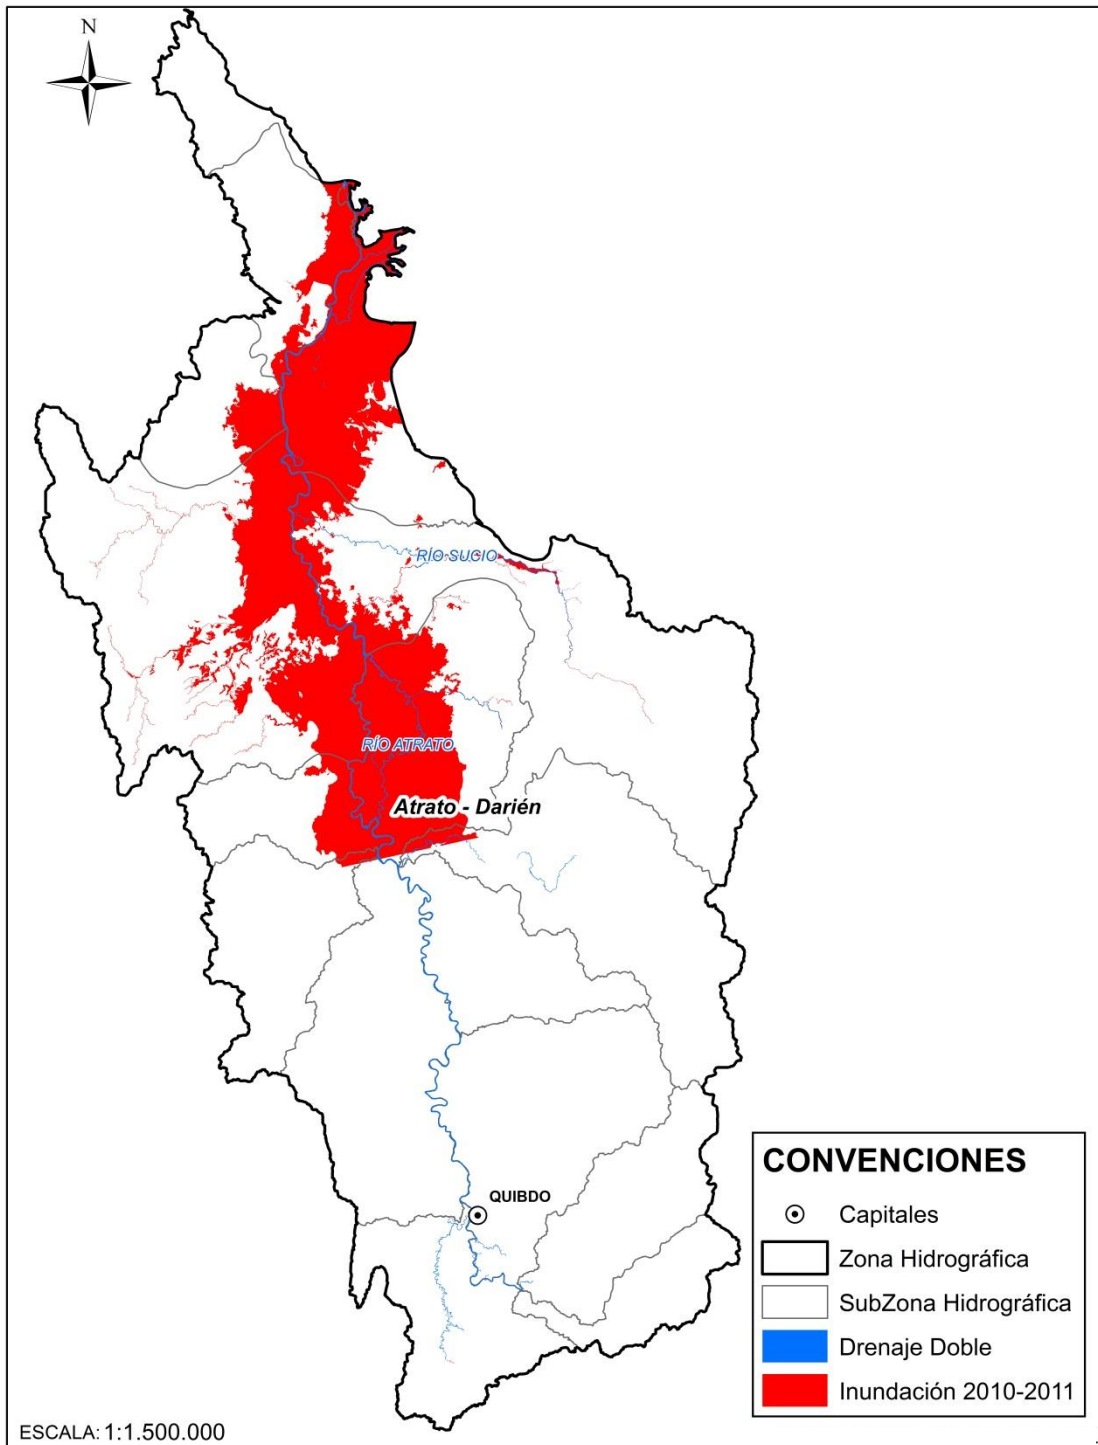 N
RÍO SUCIO
RÍO ATRATO
Atrato - Darién
QUIBDO
CONVENCIONES
Capitales
Zona Hidrográfica
SubZona Hidrográfica
Drenaje Doble
Inundación 2010-2011
ESCALA: 1:1.500.000